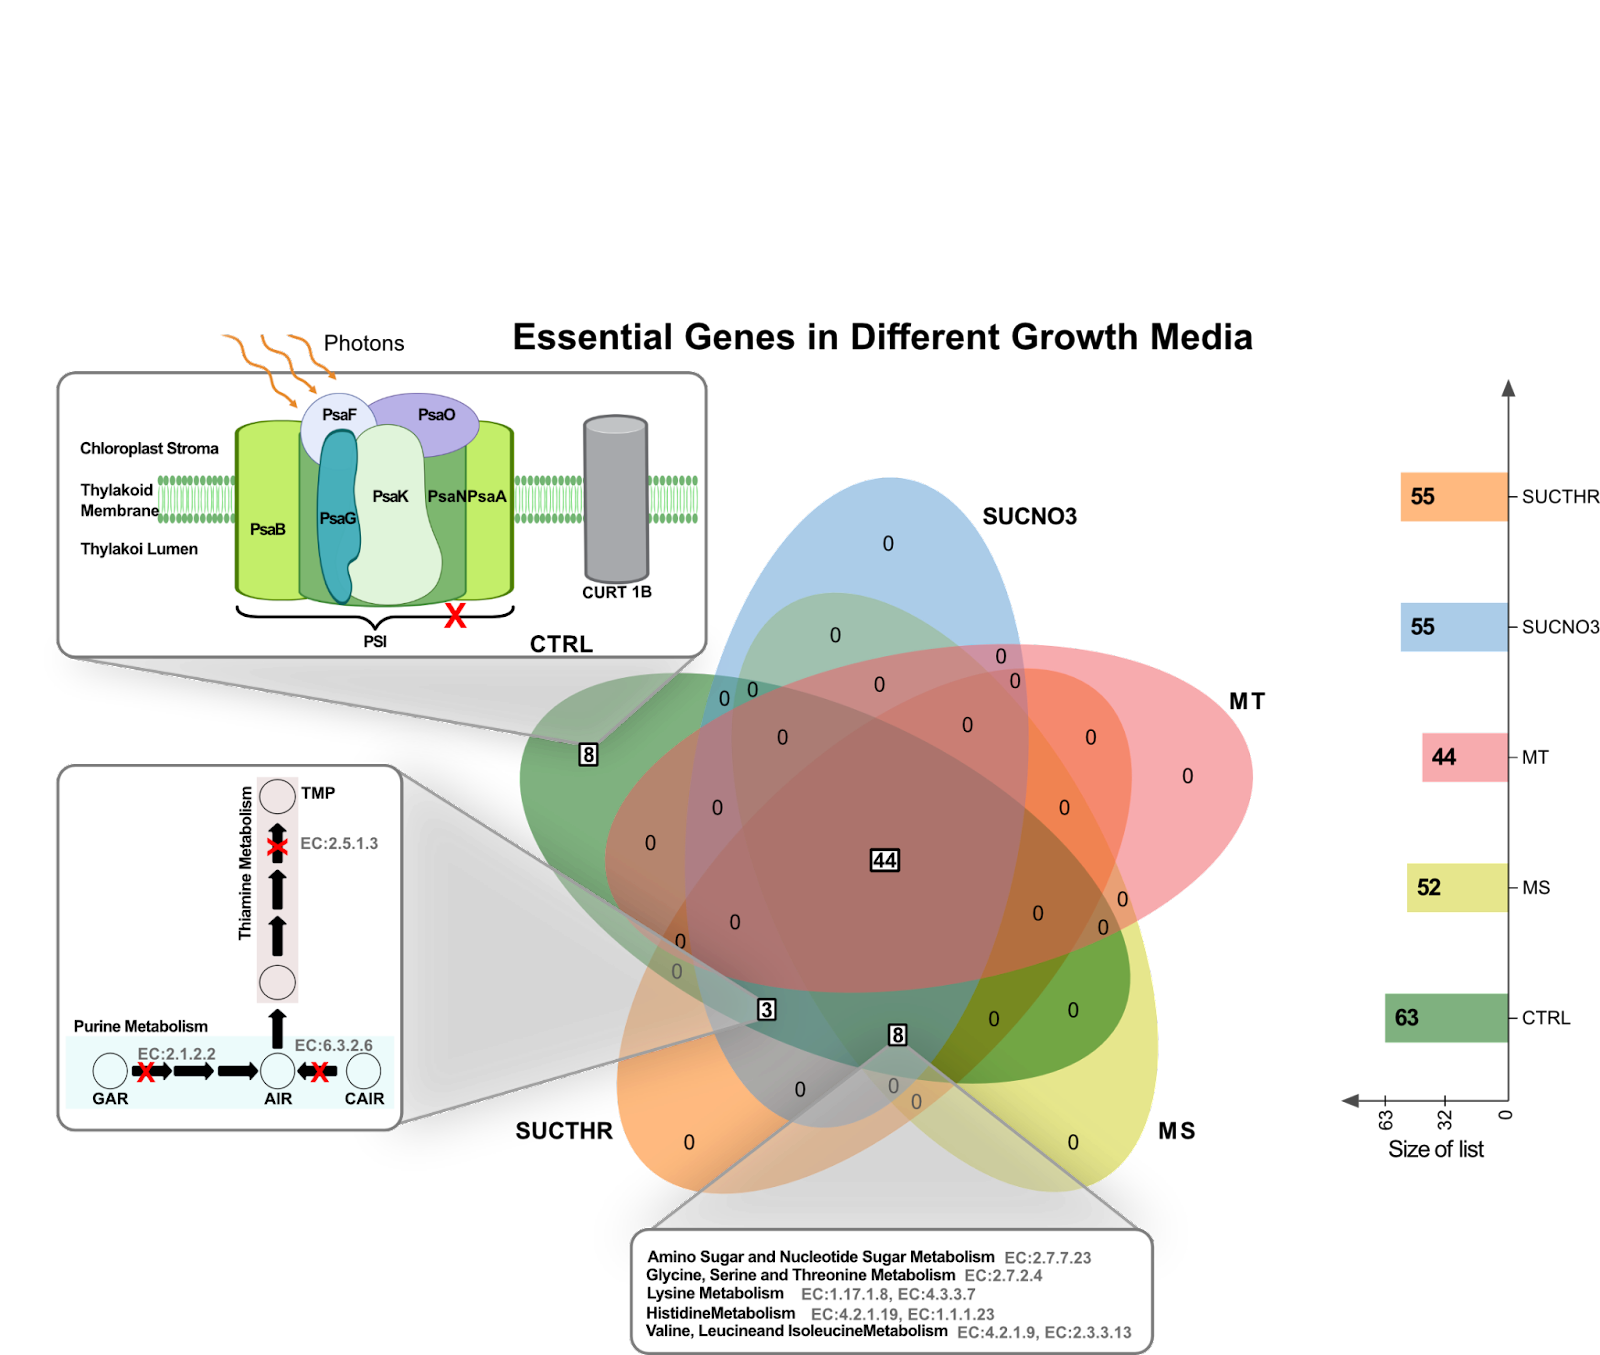 Essential Genes in Different Growth Media
Photons
PsaF
PsaO
Chloroplast Stroma
Thylakoid
Membrane
Thylakoi Lumen
PsaB
PsaG
PsaK
PsaN
PsaA
CURT 1B
PSI
X
CTRL
SUCNO3
MT
MS
SUCTHR
0
0
0
0
0
0
0
0
0
0
0
0
8
0
0
0
44
0
0
0
0
0
0
0
3
8
0
0
0
0
0
0
0
TMP
Thiamine Metabolism
EC:2.5.1.3
Purine Metabolism
EC:2.1.2.2
EC:6.3.2.6
GAR
AIR
CAIR
Amino Sugar and Nucleotide Sugar Metabolism EC:2.7.7.23
Glycine, Serine and Threonine Metabolism EC:2.7.2.4
Lysine Metabolism EC:1.17.1.8, EC:4.3.3.7
HistidineMetabolism EC:4.2.1.19, EC:1.1.1.23
Valine, Leucineand IsoleucineMetabolism EC:4.2.1.9, EC:2.3.3.13
55 SUCTHR
55 SUCNO3
44 MT
52 MS
63 CTRL
63 32 0
Size of list